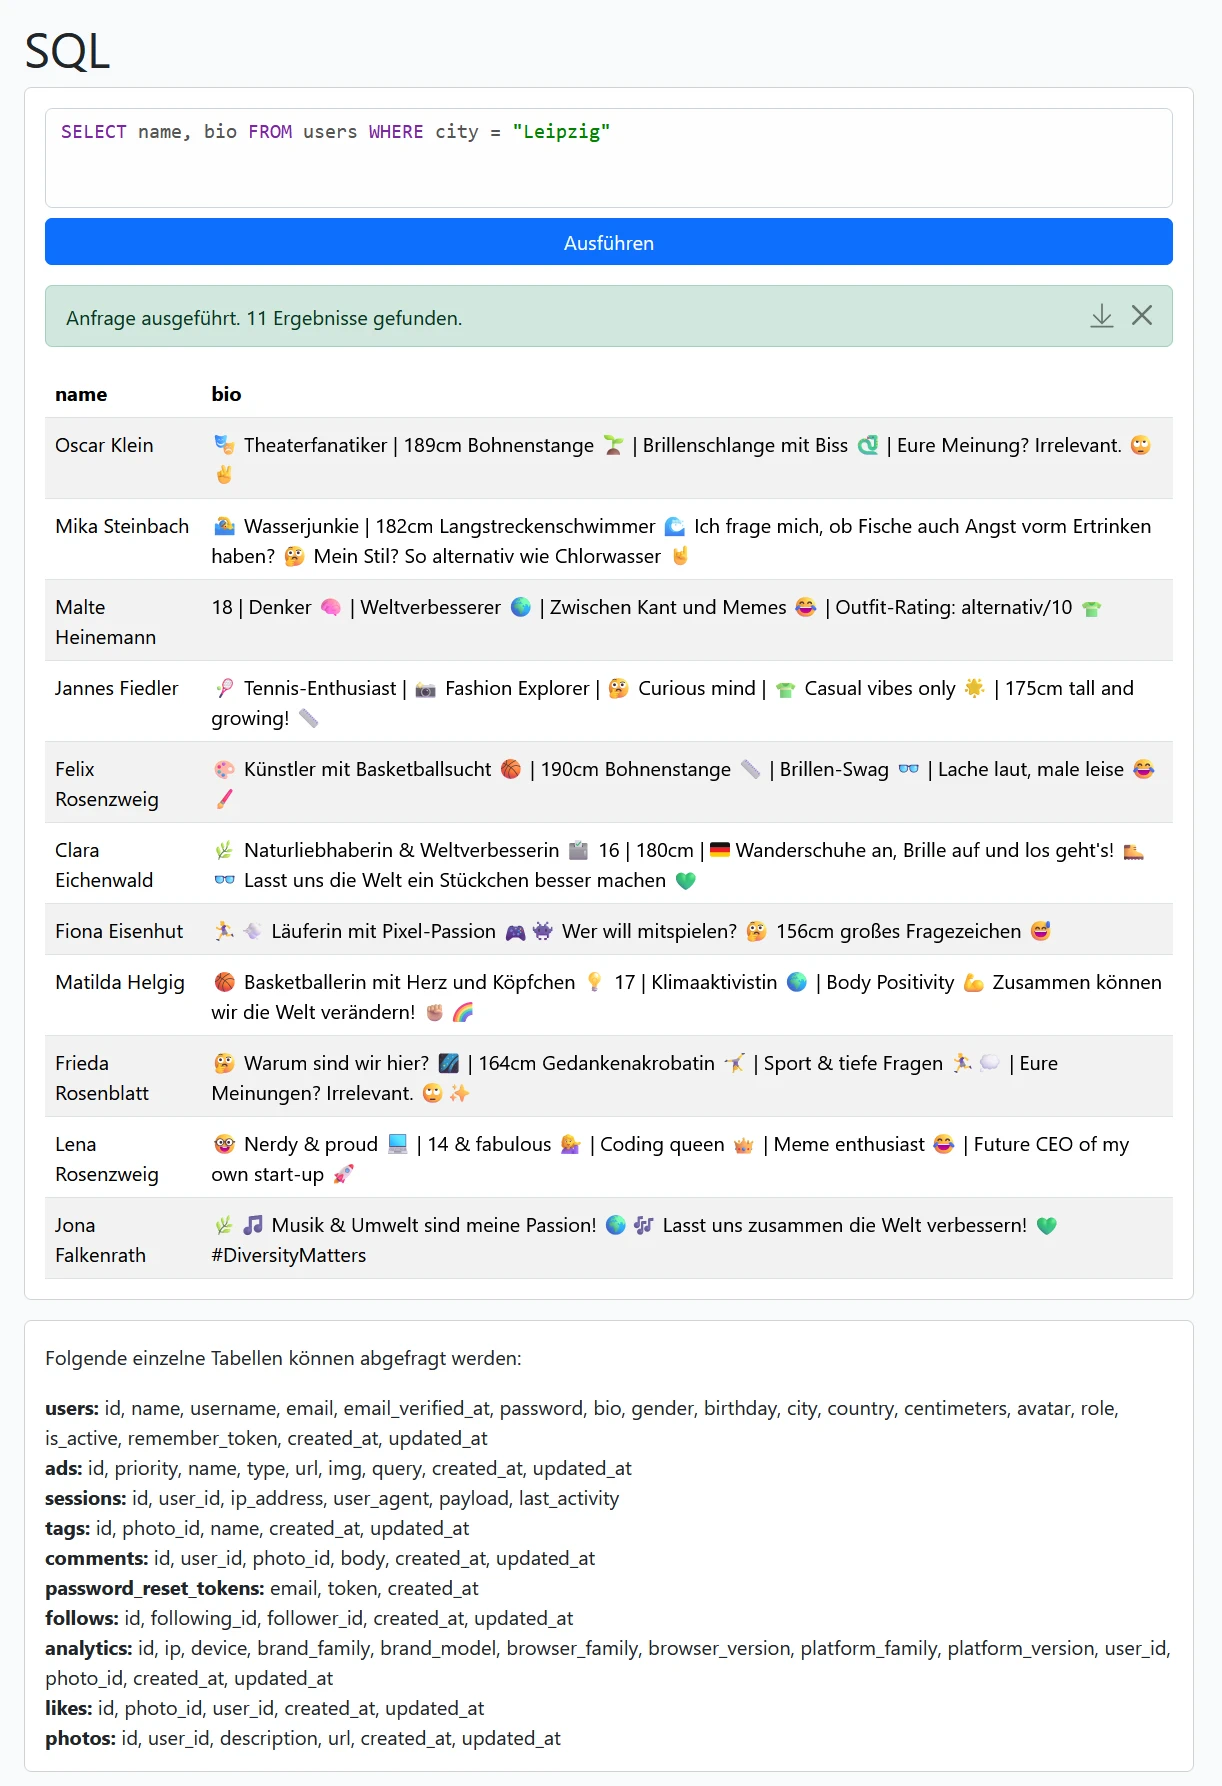 SQL
SELECT name, bio FROM users WHERE city = "Leipzig"
Ausführen
Anfrage ausgeführt. 11 Ergebnisse gefunden.
name bio
Oscar Klein 🎭 Theaterfanatiker | 189cm Bohnenstange 🌱 | Brillenschlange mit Biss 🐍 | Eure Meinung? Irrelevant. 🙄
✌️
Mika Steinbach 🤽 Wasserjunkie | 182cm Langstreckenschwimmer 🌊 Ich frage mich, ob Fische auch Angst vorm Ertrinken
haben? 🤔 Mein Stil? So alternativ wie Chlorwasser 🤘
Malte 18 | Denker 🧠 | Weltverbesserer 🌍 | Zwischen Kant und Memes 😂 | Outfit-Rating: alternativ/10 👕
Heinemann
Jannes Fiedler 🎾 Tennis-Enthusiast | 📸 Fashion Explorer | 🤔 Curious mind | 👕 Casual vibes only 🌟 | 175cm tall and
growing! 📏
Felix 🎨 Künstler mit Basketballsucht 🏀 | 190cm Bohnenstange 📏 | Brillen-Swag 👓 | Lache laut, male leise 😂
Rosenzweig 🖌️
Clara 🌿 Naturliebhaberin & Weltverbesserin 🗳️ 16 | 180cm | 🇩🇪 Wanderschuhe an, Brille auf und los geht's! 🥾
Eichenwald 👓 Lasst uns die Welt ein Stückchen besser machen 💚
Fiona Eisenhut 🏃‍♀️💨 Läuferin mit Pixel-Passion 🎮👾 Wer will mitspielen? 🤔 156cm großes Fragezeichen 😅
Matilda Helgig 🏀 Basketballerin mit Herz und Köpfchen 💡 17 | Klimaaktivistin 🌍 | Body Positivity 💪 Zusammen können
wir die Welt verändern! ✊🏽🌈
Frieda 🤔 Warum sind wir hier? 🌌 | 164cm Gedankenakrobatin 🤸‍♀️ | Sport & tiefe Fragen 🏃‍♀️💭 | Eure
Rosenblatt Meinungen? Irrelevant. 🙄✨
Lena 🤓 Nerdy & proud 💻 | 14 & fabulous 💁‍♀️ | Coding queen 👑 | Meme enthusiast 😂 | Future CEO of my
Rosenzweig own start-up 🚀
Jona 🌿🎵 Musik & Umwelt sind meine Passion! 🌍🎶 Lasst uns zusammen die Welt verbessern! 💚
Falkenrath #DiversityMatters
Folgende einzelne Tabellen können abgefragt werden:
users: id, name, username, email, email_verified_at, password, bio, gender, birthday, city, country, centimeters, avatar, role,
is_active, remember_token, created_at, updated_at
ads: id, priority, name, type, url, img, query, created_at, updated_at
sessions: id, user_id, ip_address, user_agent, payload, last_activity
tags: id, photo_id, name, created_at, updated_at
comments: id, user_id, photo_id, body, created_at, updated_at
password_reset_tokens: email, token, created_at
follows: id, following_id, follower_id, created_at, updated_at
analytics: id, ip, device, brand_family, brand_model, browser_family, browser_version, platform_family, platform_version, user_id,
photo_id, created_at, updated_at
likes: id, photo_id, user_id, created_at, updated_at
photos: id, user_id, description, url, created_at, updated_at